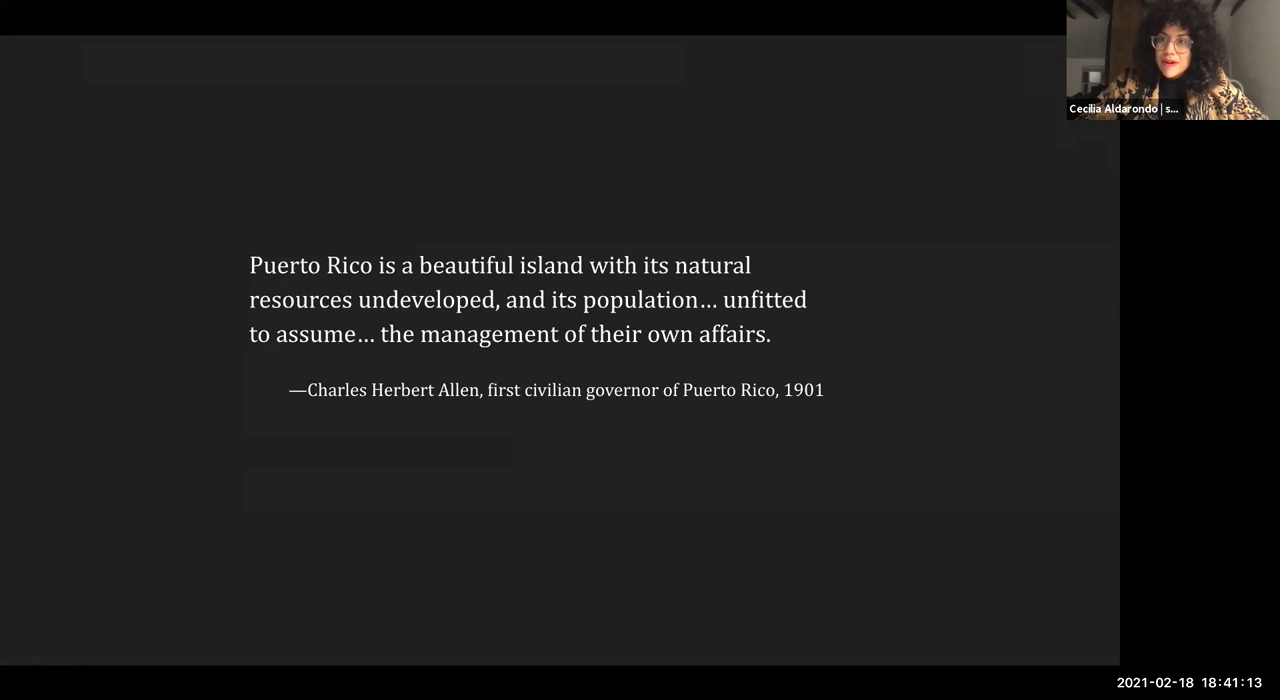 Cecilia Aldarondo | s...
Puerto Rico is a beautiful island with its natural
resources undeveloped, and its population… unfitted
to assume… the management of their own affairs.
—Charles Herbert Allen, first civilian governor of Puerto Rico, 1901
2021-02-18 18:41:13